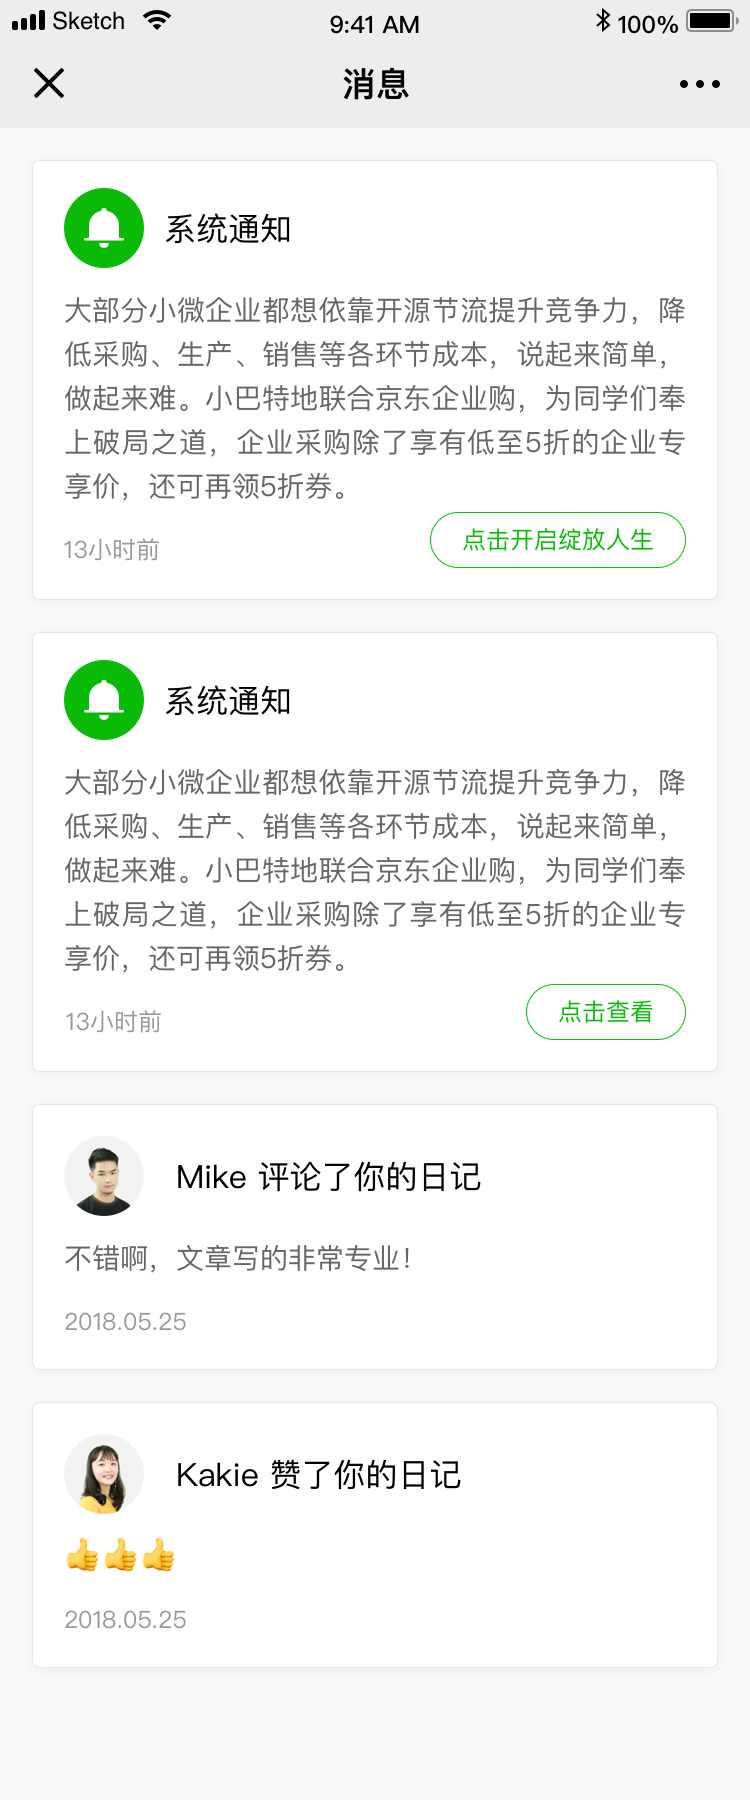 Sketch 9:41 AM 100%
消息
系统通知
大部分小微企业都想依靠开源节流提升竞争力，降
低采购、生产、销售等各环节成本，说起来简单，
做起来难。小巴特地联合京东企业购，为同学们奉
上破局之道，企业采购除了享有低至5折的企业专
享价，还可再领5折券。
13小时前 点击开启绽放人生
系统通知
大部分小微企业都想依靠开源节流提升竞争力，降
低采购、生产、销售等各环节成本，说起来简单，
做起来难。小巴特地联合京东企业购，为同学们奉
上破局之道，企业采购除了享有低至5折的企业专
享价，还可再领5折券。
13小时前 点击查看
Mike 评论了你的日记
不错啊，文章写的非常专业！
2018.05.25
Kakie 赞了你的日记
👍👍👍
2018.05.25